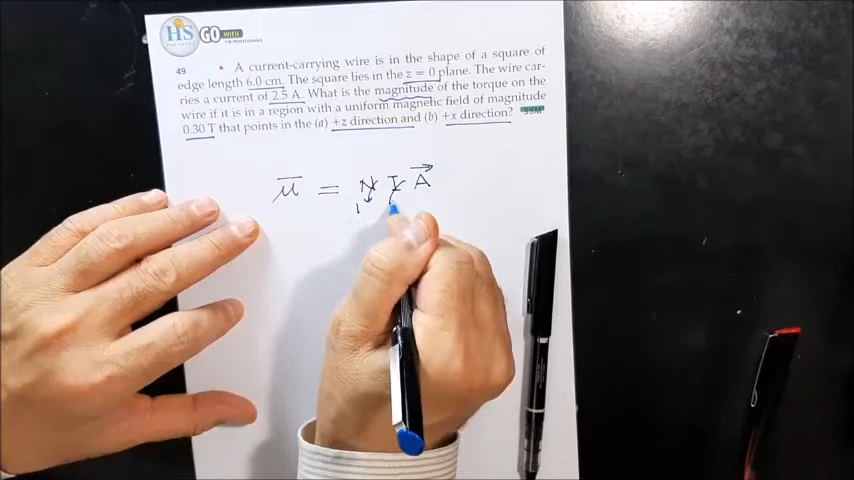 HS
GO WITH
THE PROFESSIONALS
49 • A current-carrying wire is in the shape of a square of
edge length 6.0 cm. The square lies in the z = 0 plane. The wire car-
ries a current of 2.5 A. What is the magnitude of the torque on the
wire if it is in a region with a uniform magnetic field of magnitude
0.30 T that points in the (a) +z direction and (b) +x direction? SSM
μ = N I A
1